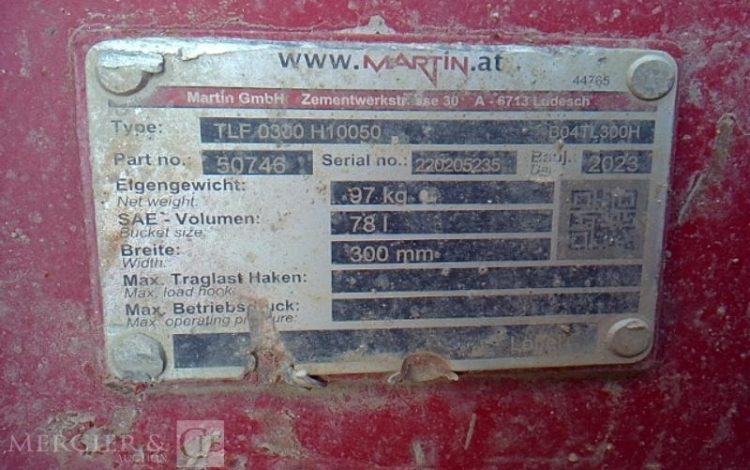 www.MARTIN.at
44765
Martin GmbH Zementwerkstrasse 30 A - 6713 Ludesch
Type: TLF 0300 H10050 B04TL300H
Part no.: 50746 Serial no.: 220205235 Bauj. 2023
Eigengewicht: 97 kg
Net weight:
SAE - Volumen: 78 l
Bucket size:
Breite: 300 mm
Width:
Max. Traglast Haken:
Max. load hook:
Max. Betriebsdruck:
Max. operating pressure:
MERCIER & CIE
AUCTION